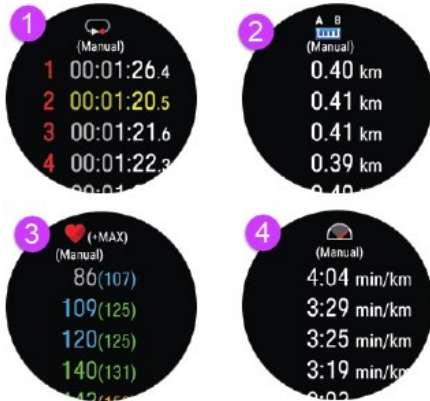 1
(Manual)
1 00:01:26.4
2 00:01:20.5
3 00:01:21.6
4 00:01:22.3
2
A B
(Manual)
0.40 km
0.41 km
0.41 km
0.39 km
3
(+MAX)
(Manual)
86(107)
109(125)
120(125)
140(131)
4
(Manual)
4:04 min/km
3:29 min/km
3:25 min/km
3:19 min/km